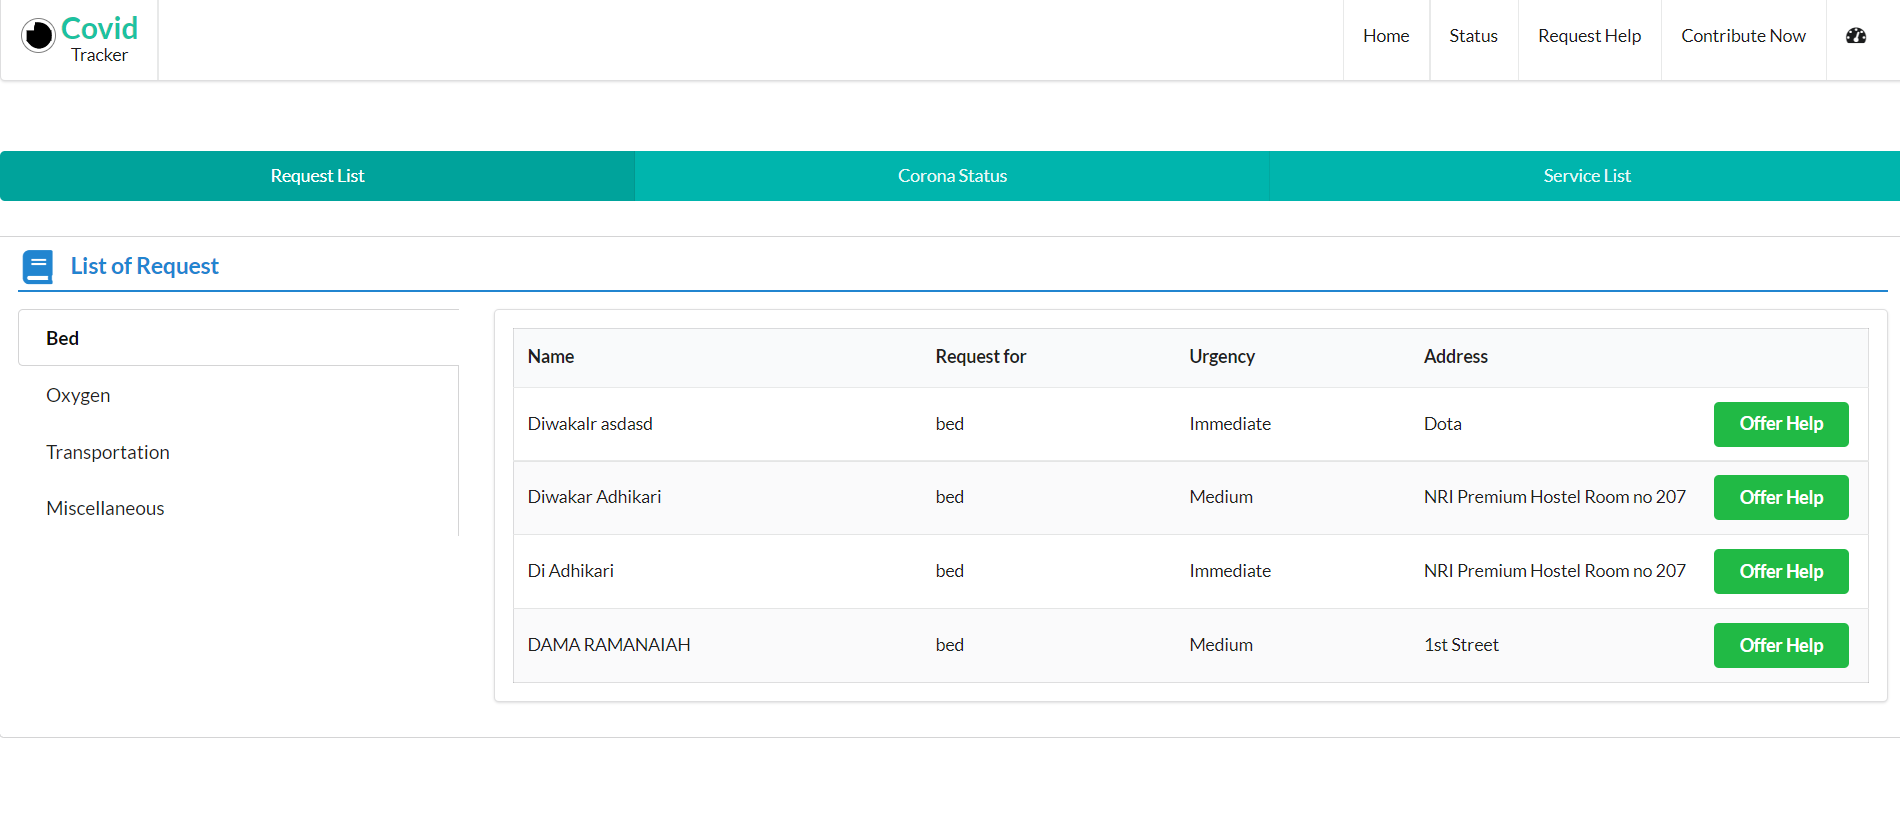 Covid
Tracker
Home Status Request Help Contribute Now
Request List Corona Status Service List
List of Request
Bed
Oxygen
Transportation
Miscellaneous
Name Request for Urgency Address
Diwakalr asdasd bed Immediate Dota Offer Help
Diwakar Adhikari bed Medium NRI Premium Hostel Room no 207 Offer Help
Di Adhikari bed Immediate NRI Premium Hostel Room no 207 Offer Help
DAMA RAMANAIAH bed Medium 1st Street Offer Help